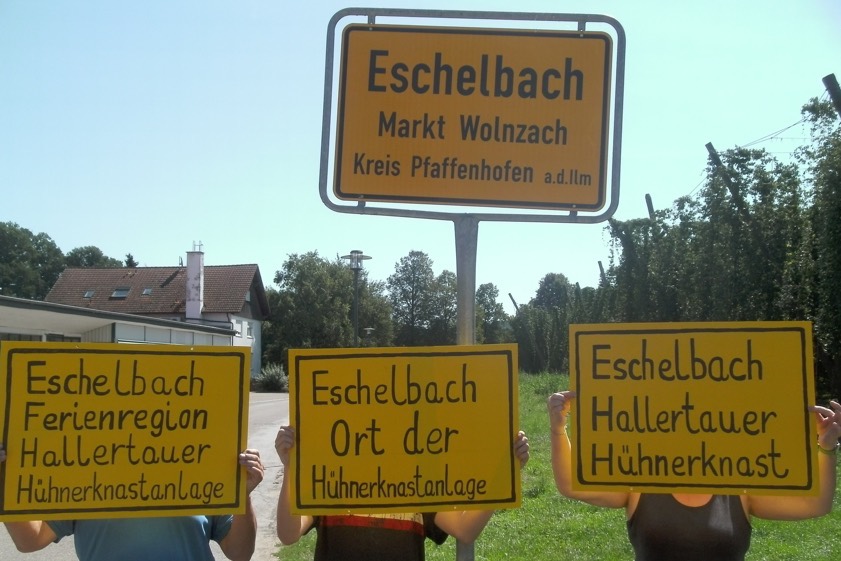 Eschelbach
Markt Wolnzach
Kreis Pfaffenhofen a.d.Ilm
Eschelbach
Ferienregion
Hallertauer
Hühnerknastanlage
Eschelbach
Ort der
Hühnerknastanlage
Eschelbach
Hallertauer
Hühnerknast